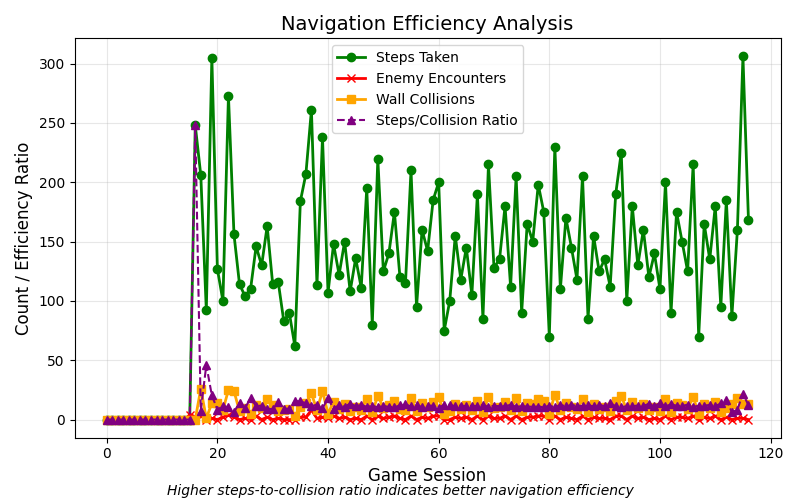 Navigation Efficiency Analysis
Steps Taken
Enemy Encounters
Wall Collisions
Steps/Collision Ratio
Count / Efficiency Ratio
300
250
200
150
100
50
0
0 20 40 60 80 100 120
Game Session
Higher steps-to-collision ratio indicates better navigation efficiency